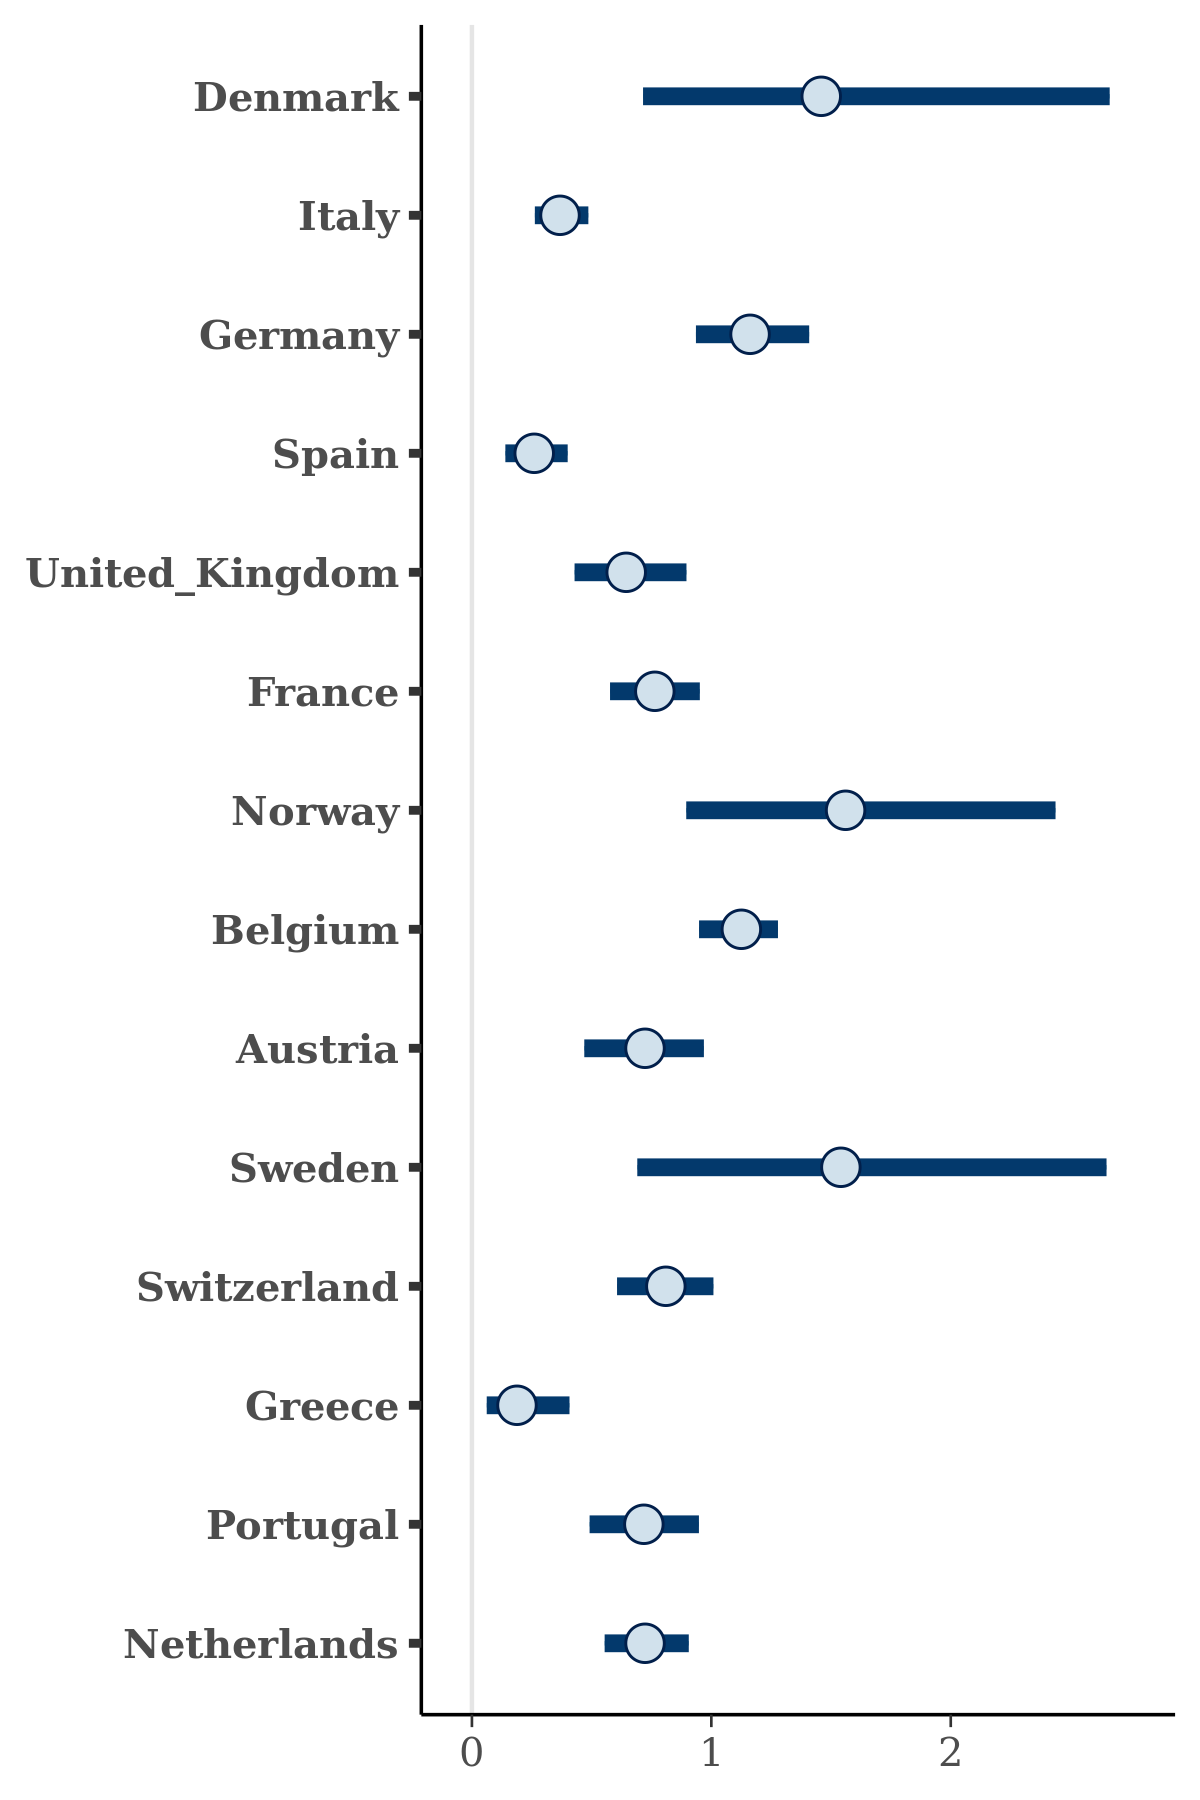 Denmark
Italy
Germany
Spain
United_Kingdom
France
Norway
Belgium
Austria
Sweden
Switzerland
Greece
Portugal
Netherlands
0 1 2